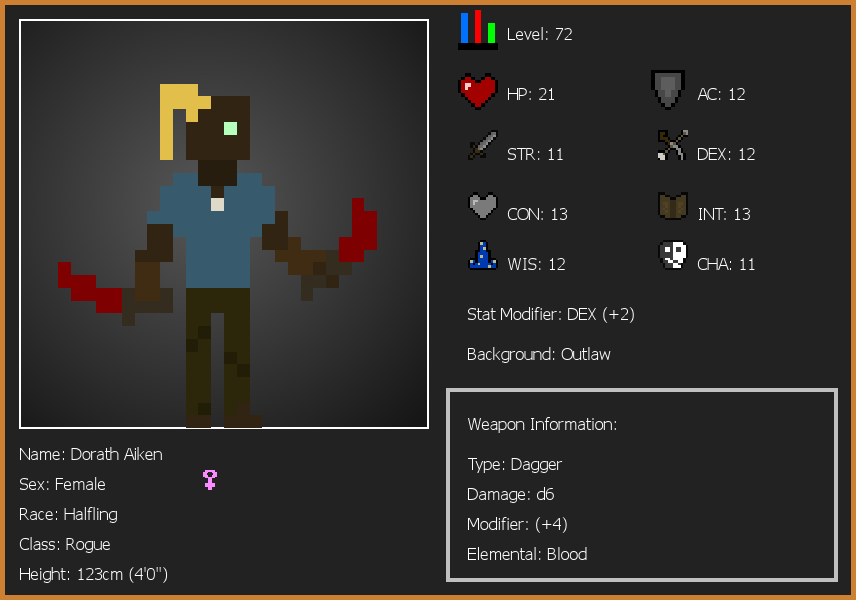 Level: 72
HP: 21
AC: 12
STR: 11
DEX: 12
CON: 13
INT: 13
WIS: 12
CHA: 11
Stat Modifier: DEX (+2)
Background: Outlaw
Weapon Information:
Type: Dagger
Damage: d6
Modifier: (+4)
Elemental: Blood
Name: Dorath Aiken
Sex: Female
Race: Halfling
Class: Rogue
Height: 123cm (4'0")